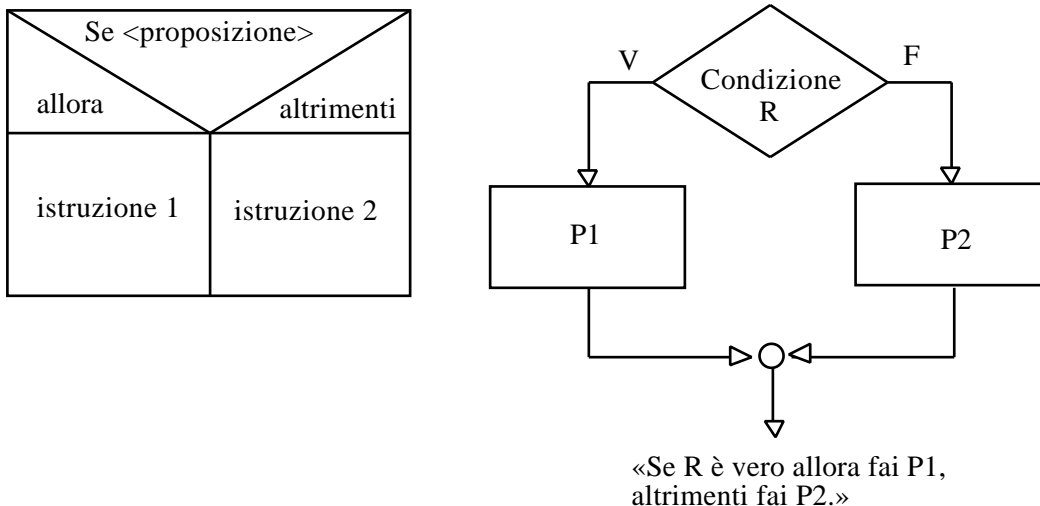 Se <proposizione>
allora
altrimenti
istruzione 1
istruzione 2
V
F
Condizione
R
P1
P2
«Se R è vero allora fai P1,
altrimenti fai P2.»